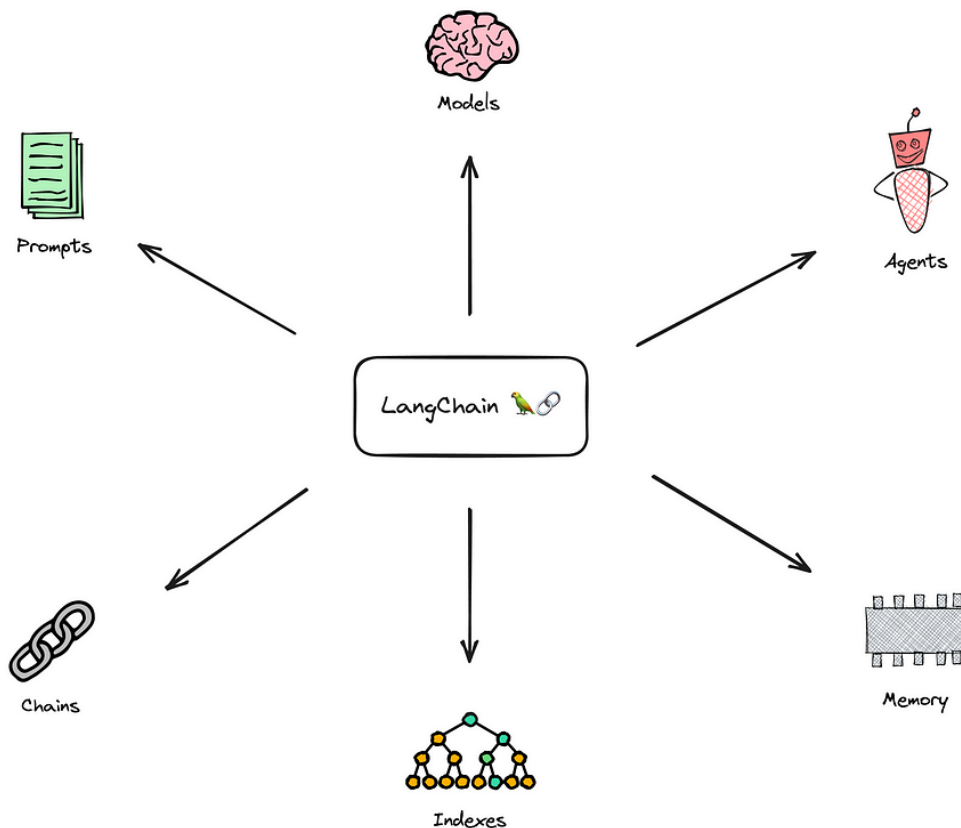 Models
Prompts
Agents
LangChain 🦜🔗
Chains
Memory
Indexes